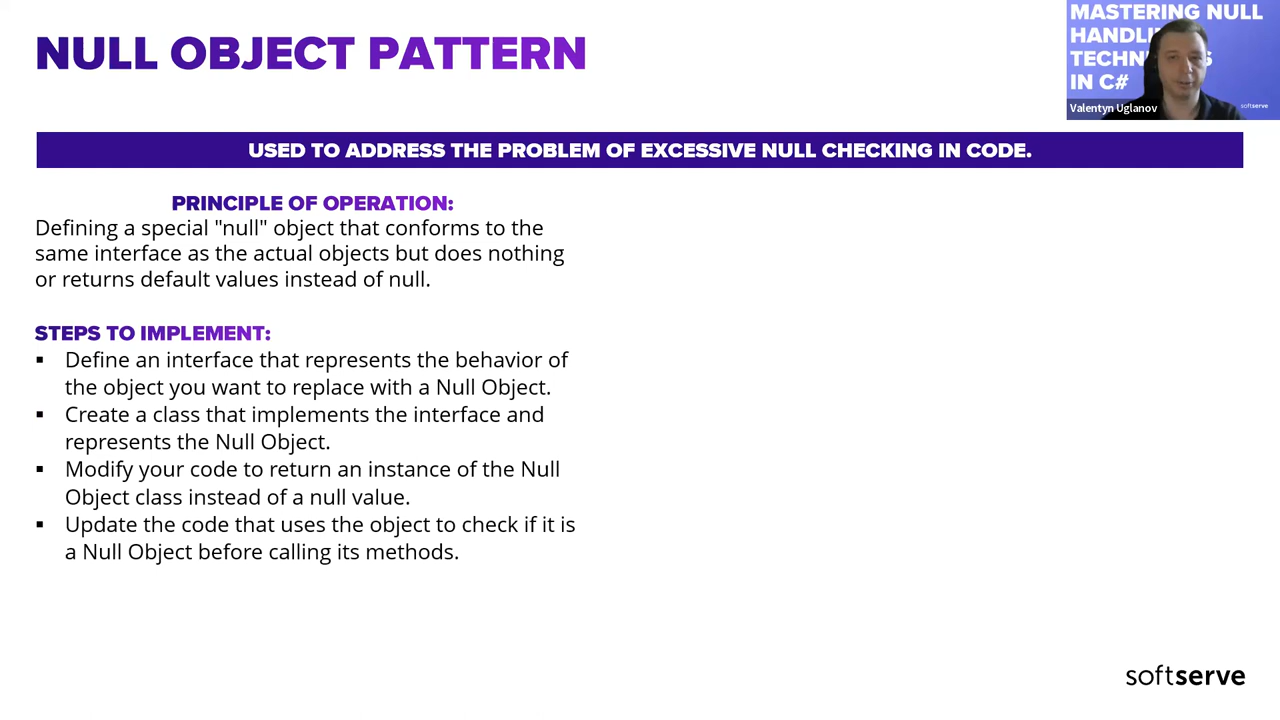 NULL OBJECT PATTERN
MASTERING NULL
HANDLI
TECHN S
IN C#
Valentyn Uglanov
softserve
USED TO ADDRESS THE PROBLEM OF EXCESSIVE NULL CHECKING IN CODE.
PRINCIPLE OF OPERATION:
Defining a special "null" object that conforms to the
same interface as the actual objects but does nothing
or returns default values instead of null.
STEPS TO IMPLEMENT:
▪ Define an interface that represents the behavior of
the object you want to replace with a Null Object.
▪ Create a class that implements the interface and
represents the Null Object.
▪ Modify your code to return an instance of the Null
Object class instead of a null value.
▪ Update the code that uses the object to check if it is
a Null Object before calling its methods.
softserve